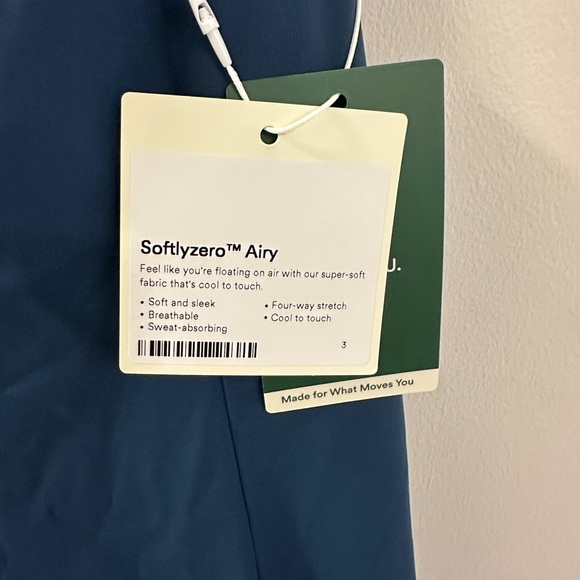 Softlyzero™ Airy
Feel like you're floating on air with our super-soft
fabric that's cool to touch.
• Soft and sleek
• Breathable
• Sweat-absorbing
• Four-way stretch
• Cool to touch
3
U.
Made for What Moves You